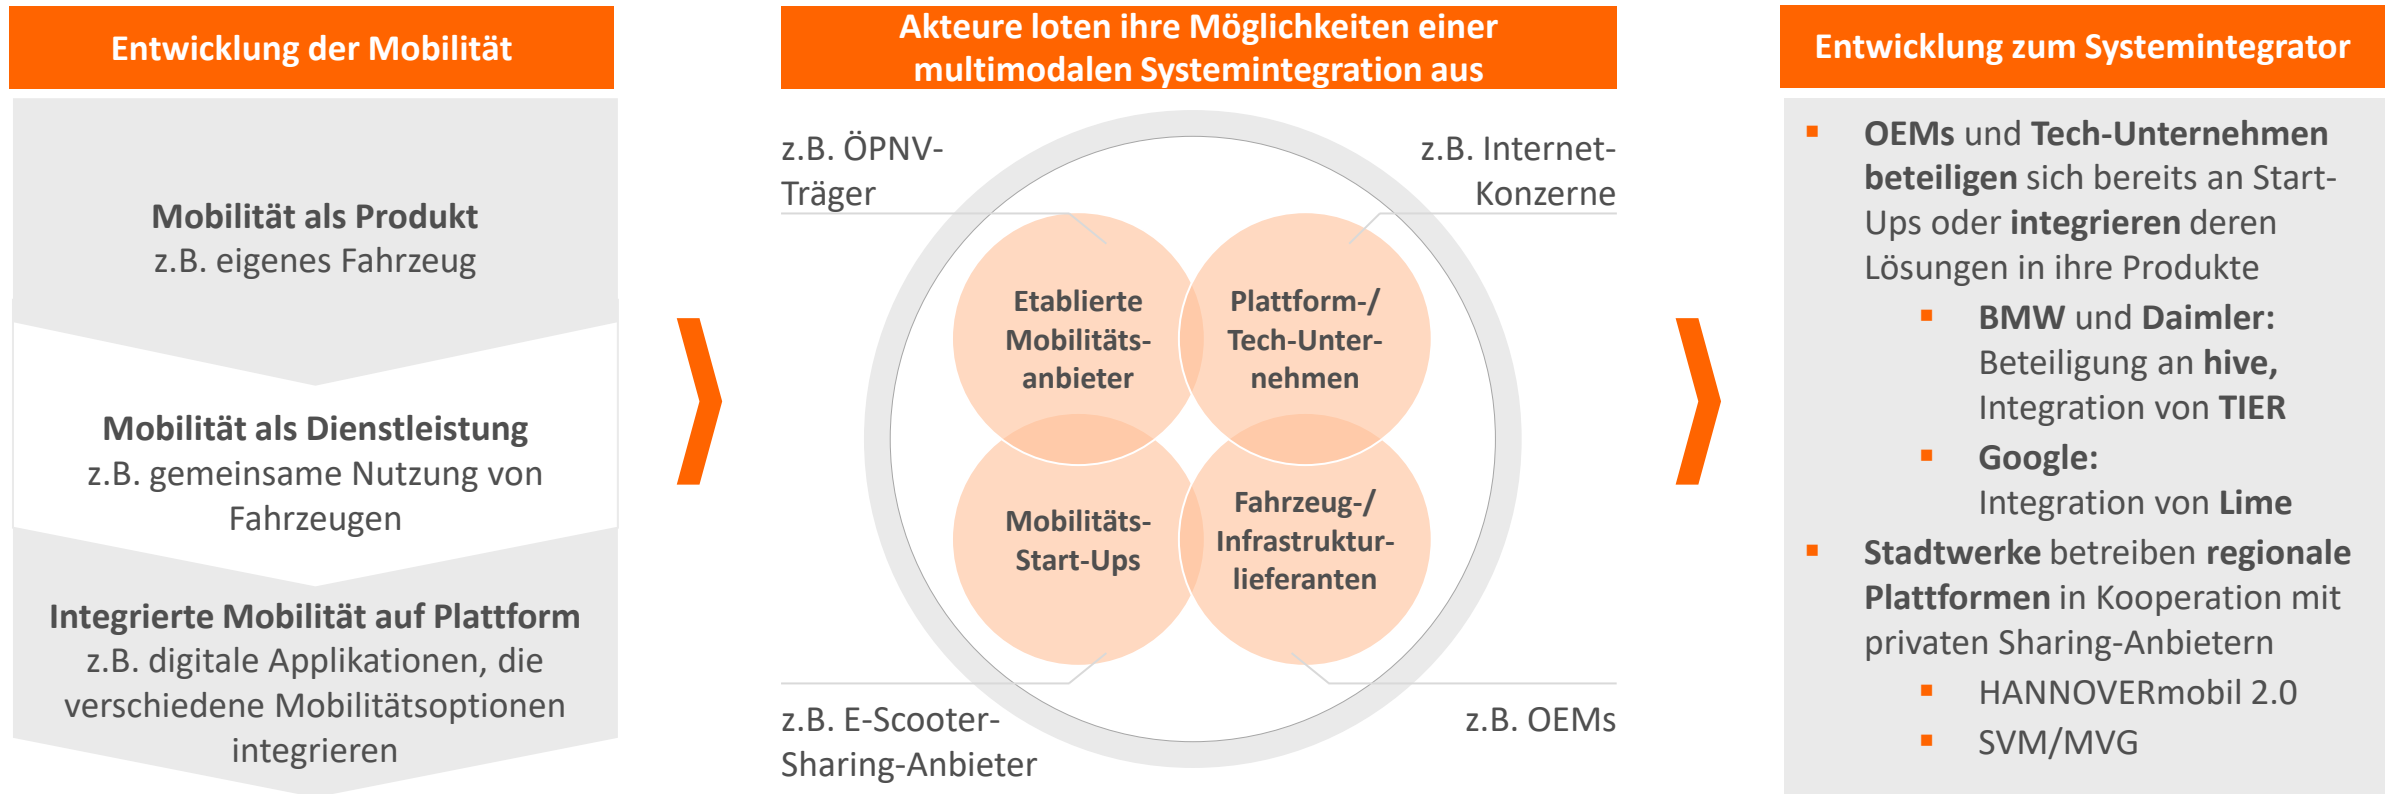 Entwicklung der Mobilität
Mobilität als Produkt
z.B. eigenes Fahrzeug
Mobilität als Dienstleistung
z.B. gemeinsame Nutzung von
Fahrzeugen
Integrierte Mobilität auf Plattform
z.B. digitale Applikationen, die
verschiedene Mobilitätsoptionen
integrieren
Akteure loten ihre Möglichkeiten einer
multimodalen Systemintegration aus
z.B. ÖPNV-
Träger
z.B. Internet-
Konzerne
Etablierte
Mobilitäts-
anbieter
Plattform-/
Tech-Unter-
nehmen
Mobilitäts-
Start-Ups
Fahrzeug-/
Infrastruktur-
lieferanten
z.B. E-Scooter-
Sharing-Anbieter
z.B. OEMs
Entwicklung zum Systemintegrator
OEMs und Tech-Unternehmen
beteiligen sich bereits an Start-
Ups oder integrieren deren
Lösungen in ihre Produkte
BMW und Daimler:
Beteiligung an hive,
Integration von TIER
Google:
Integration von Lime
Stadtwerke betreiben regionale
Plattformen in Kooperation mit
privaten Sharing-Anbietern
HANNOVERmobil 2.0
SVM/MVG